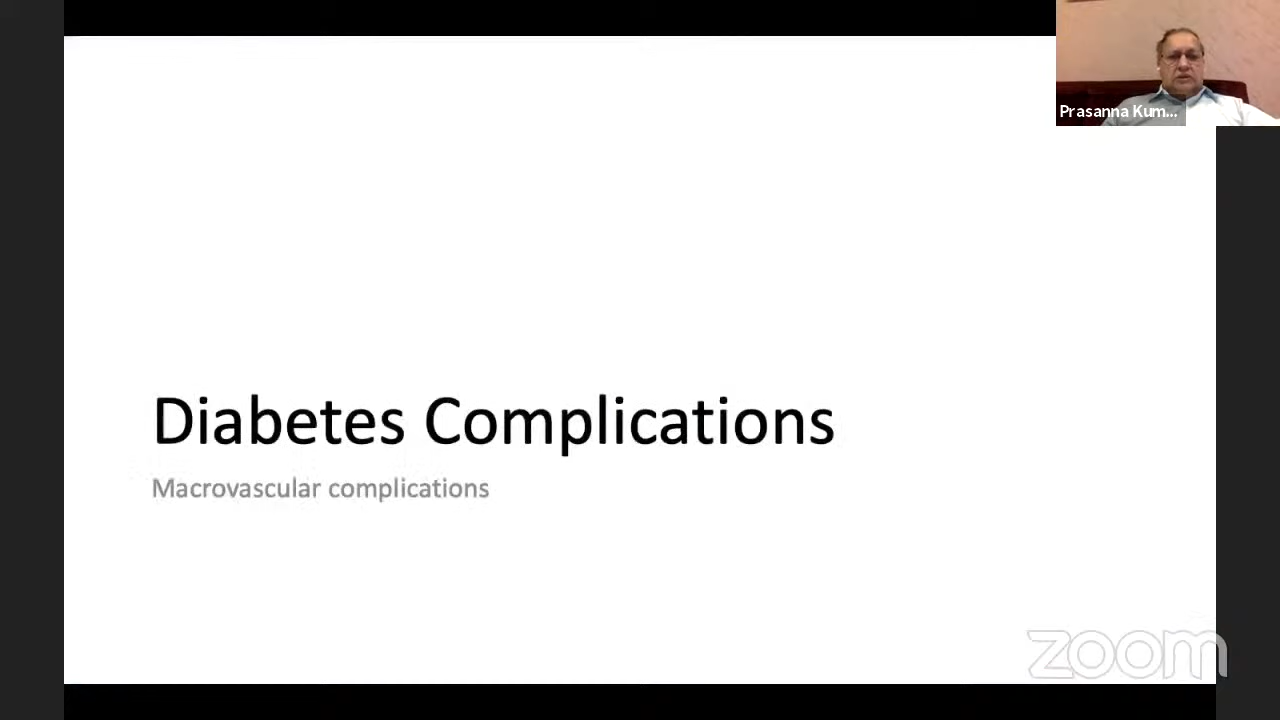 Prasanna Kum...
Diabetes Complications
Macrovascular complications
zoom